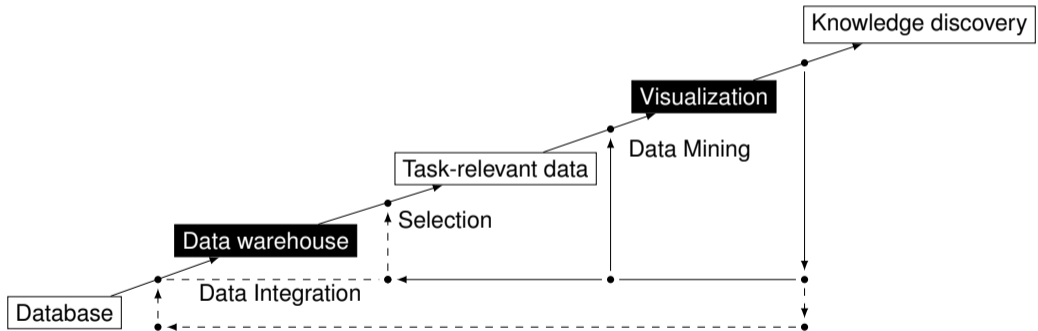 Knowledge discovery
Visualization
Data Mining
Task-relevant data
Selection
Data warehouse
Data Integration
Database